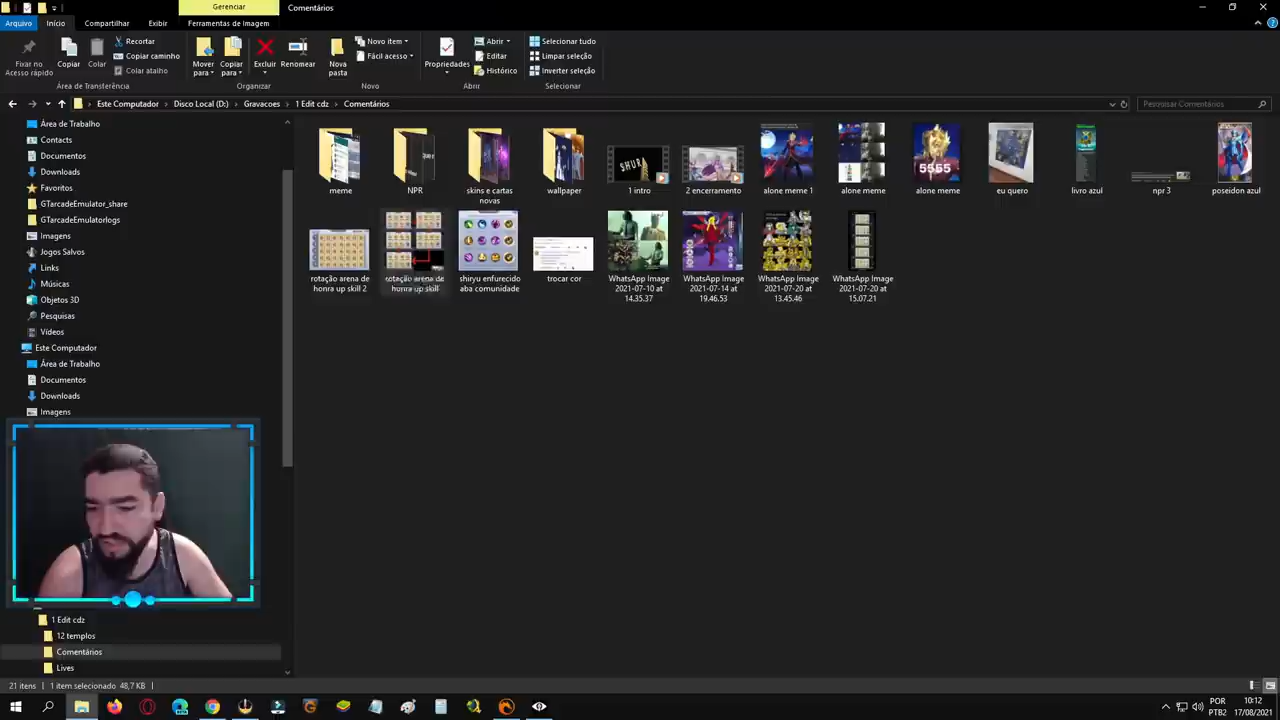 Gerenciar
Comentários
Arquivo
Início
Compartilhar
Exibir
Ferramentas de Imagem
Fixar no
Acesso rápido
Copiar
Colar
Recortar
Copiar caminho
Colar atalho
Área de Transferência
Mover
para
Copiar
para
Excluir
Renomear
Organizar
Nova
pasta
Novo item
Fácil acesso
Novo
Propriedades
Abrir
Editar
Histórico
Abrir
Selecionar tudo
Limpar seleção
Inverter seleção
Selecionar
Este Computador
Disco Local (D:)
Gravacoes
1 Edit cdz
Comentários
Pesquisar Comentários
Área de Trabalho
Contacts
Documentos
Downloads
Favoritos
GTarcadeEmulator_share
GTarcadeEmulatorlogs
Imagens
Jogos Salvos
Links
Músicas
Objetos 3D
Pesquisas
Vídeos
Este Computador
Área de Trabalho
Documentos
Downloads
Imagens
1 Edit cdz
12 templos
Comentários
Lives
SHURA
5565
meme
NPR
skins e cartas
novas
wallpaper
1 intro
2 encerramento
alone meme 1
alone meme
alone meme
eu quero
livro azul
npr 3
poseidon azul
rotação arena de
honra up skill 2
rotação arena de
honra up skill
shiryu enfurecido
aba comunidade
trocar cor
WhatsApp Image
2021-07-10 at
14.35.37
WhatsApp Image
2021-07-14 at
19.46.53
WhatsApp Image
2021-07-20 at
13.45.46
WhatsApp Image
2021-07-20 at
15.07.21
21 itens
1 item selecionado 48,7 KB
POR
PTB2
10:12
17/08/2021